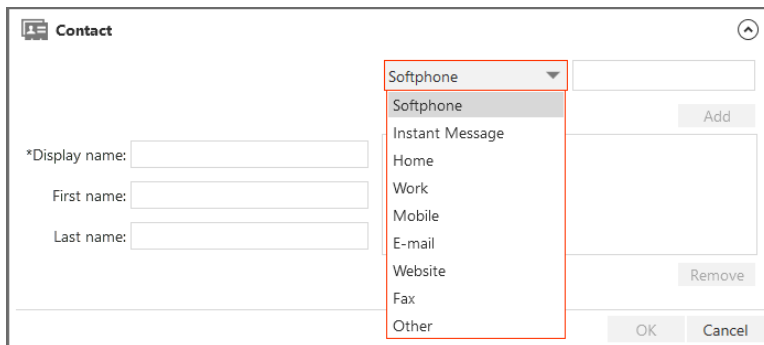 Contact
Softphone
Softphone
Instant Message
Home
Work
Mobile
E-mail
Website
Fax
Other
Add
*Display name:
First name:
Last name:
Remove
OK
Cancel